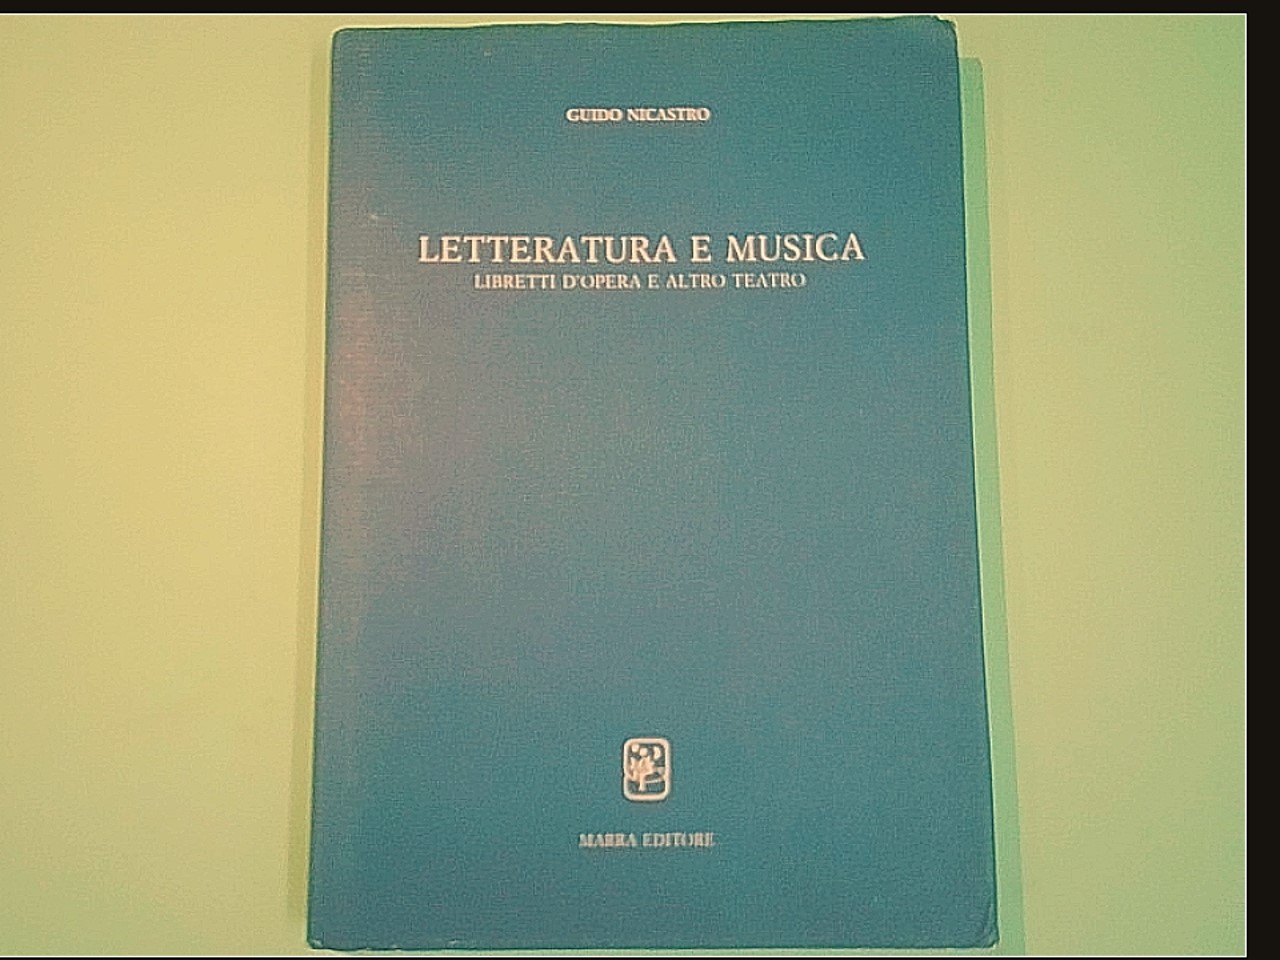 GUIDO NICASTRO
LETTERATURA E MUSICA
LIBRETTI D'OPERA E ALTRO TEATRO
MARRA EDITORE